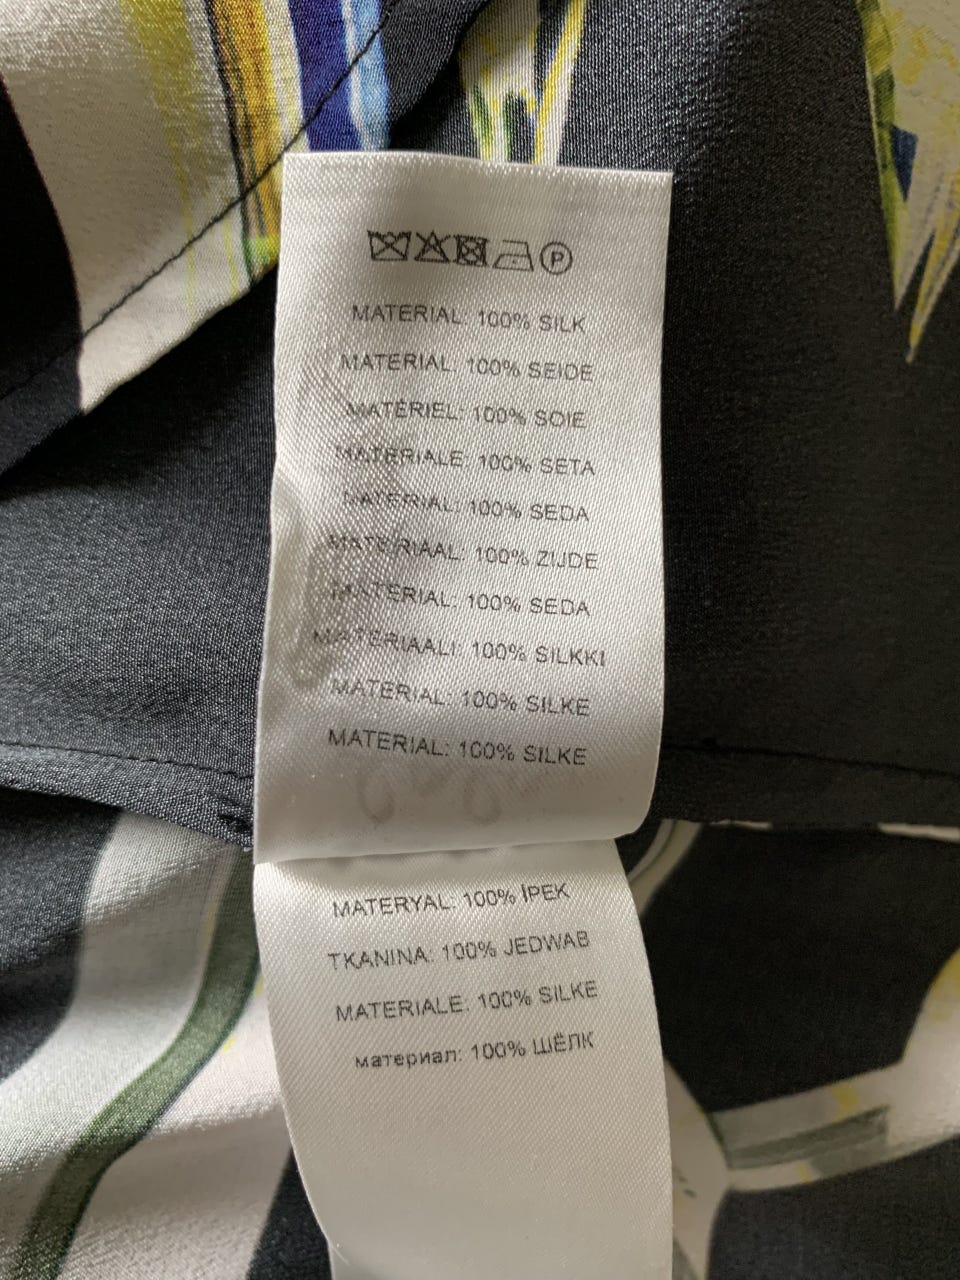 P
MATERIAL: 100% SILK
MATERIAL: 100% SEIDE
MATÉRIEL: 100% SOIE
MATERIALE: 100% SETA
MATERIAL: 100% SEDA
MATERIAAL: 100% ZIJDE
MATERIAL: 100% SEDA
MATERIAALI: 100% SILKKI
MATERIAL: 100% SILKE
MATERIAL: 100% SILKE
MATERYAL: 100% İPEK
TKANINA: 100% JEDWAB
MATERIALE: 100% SILKE
материал: 100% ШЁЛК